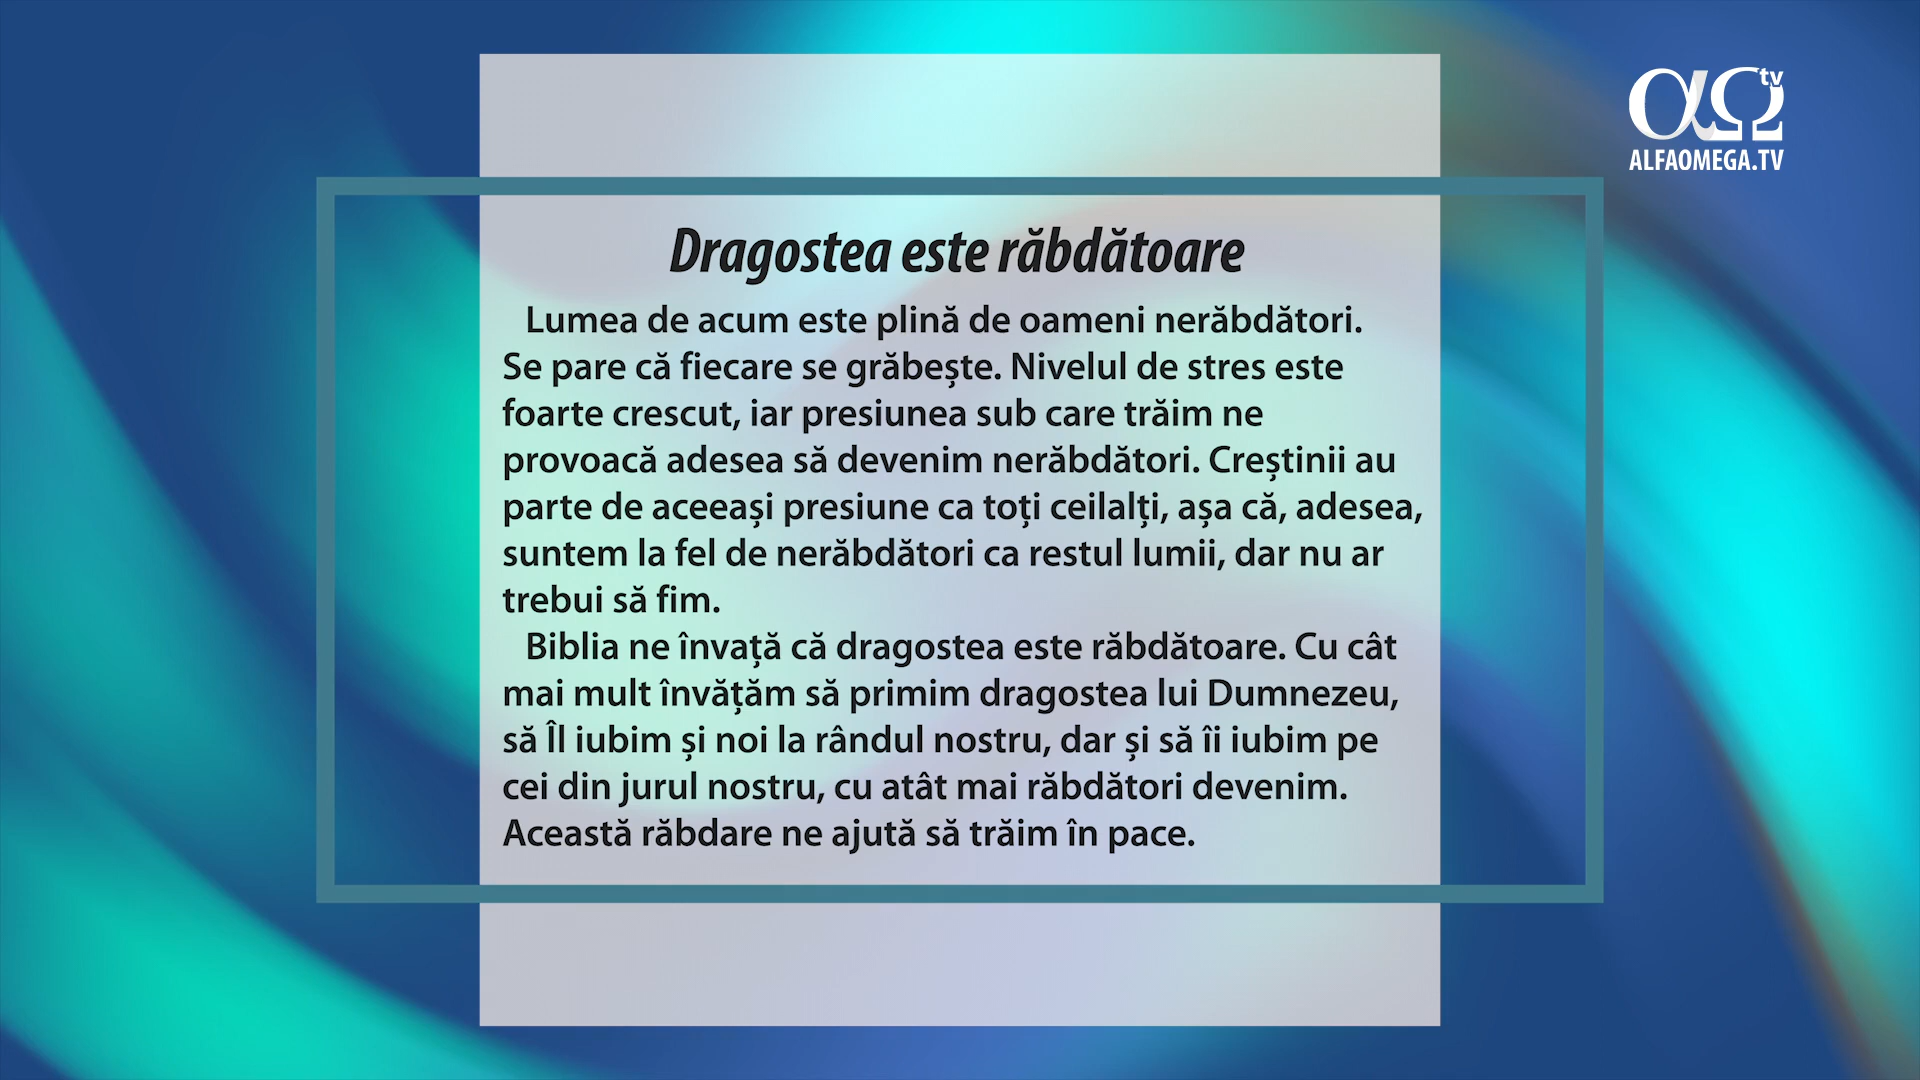 αΩ tv
ALFAOMEGA.TV
Dragostea este răbdătoare
Lumea de acum este plină de oameni nerăbdători.
Se pare că fiecare se grăbește. Nivelul de stres este
foarte crescut, iar presiunea sub care trăim ne
provoacă adesea să devenim nerăbdători. Creștinii au
parte de aceeași presiune ca toți ceilalți, așa că, adesea,
suntem la fel de nerăbdători ca restul lumii, dar nu ar
trebui să fim.
Biblia ne învață că dragostea este răbdătoare. Cu cât
mai mult învățăm să primim dragostea lui Dumnezeu,
să Îl iubim și noi la rândul nostru, dar și să îi iubim pe
cei din jurul nostru, cu atât mai răbdători devenim.
Această răbdare ne ajută să trăim în pace.